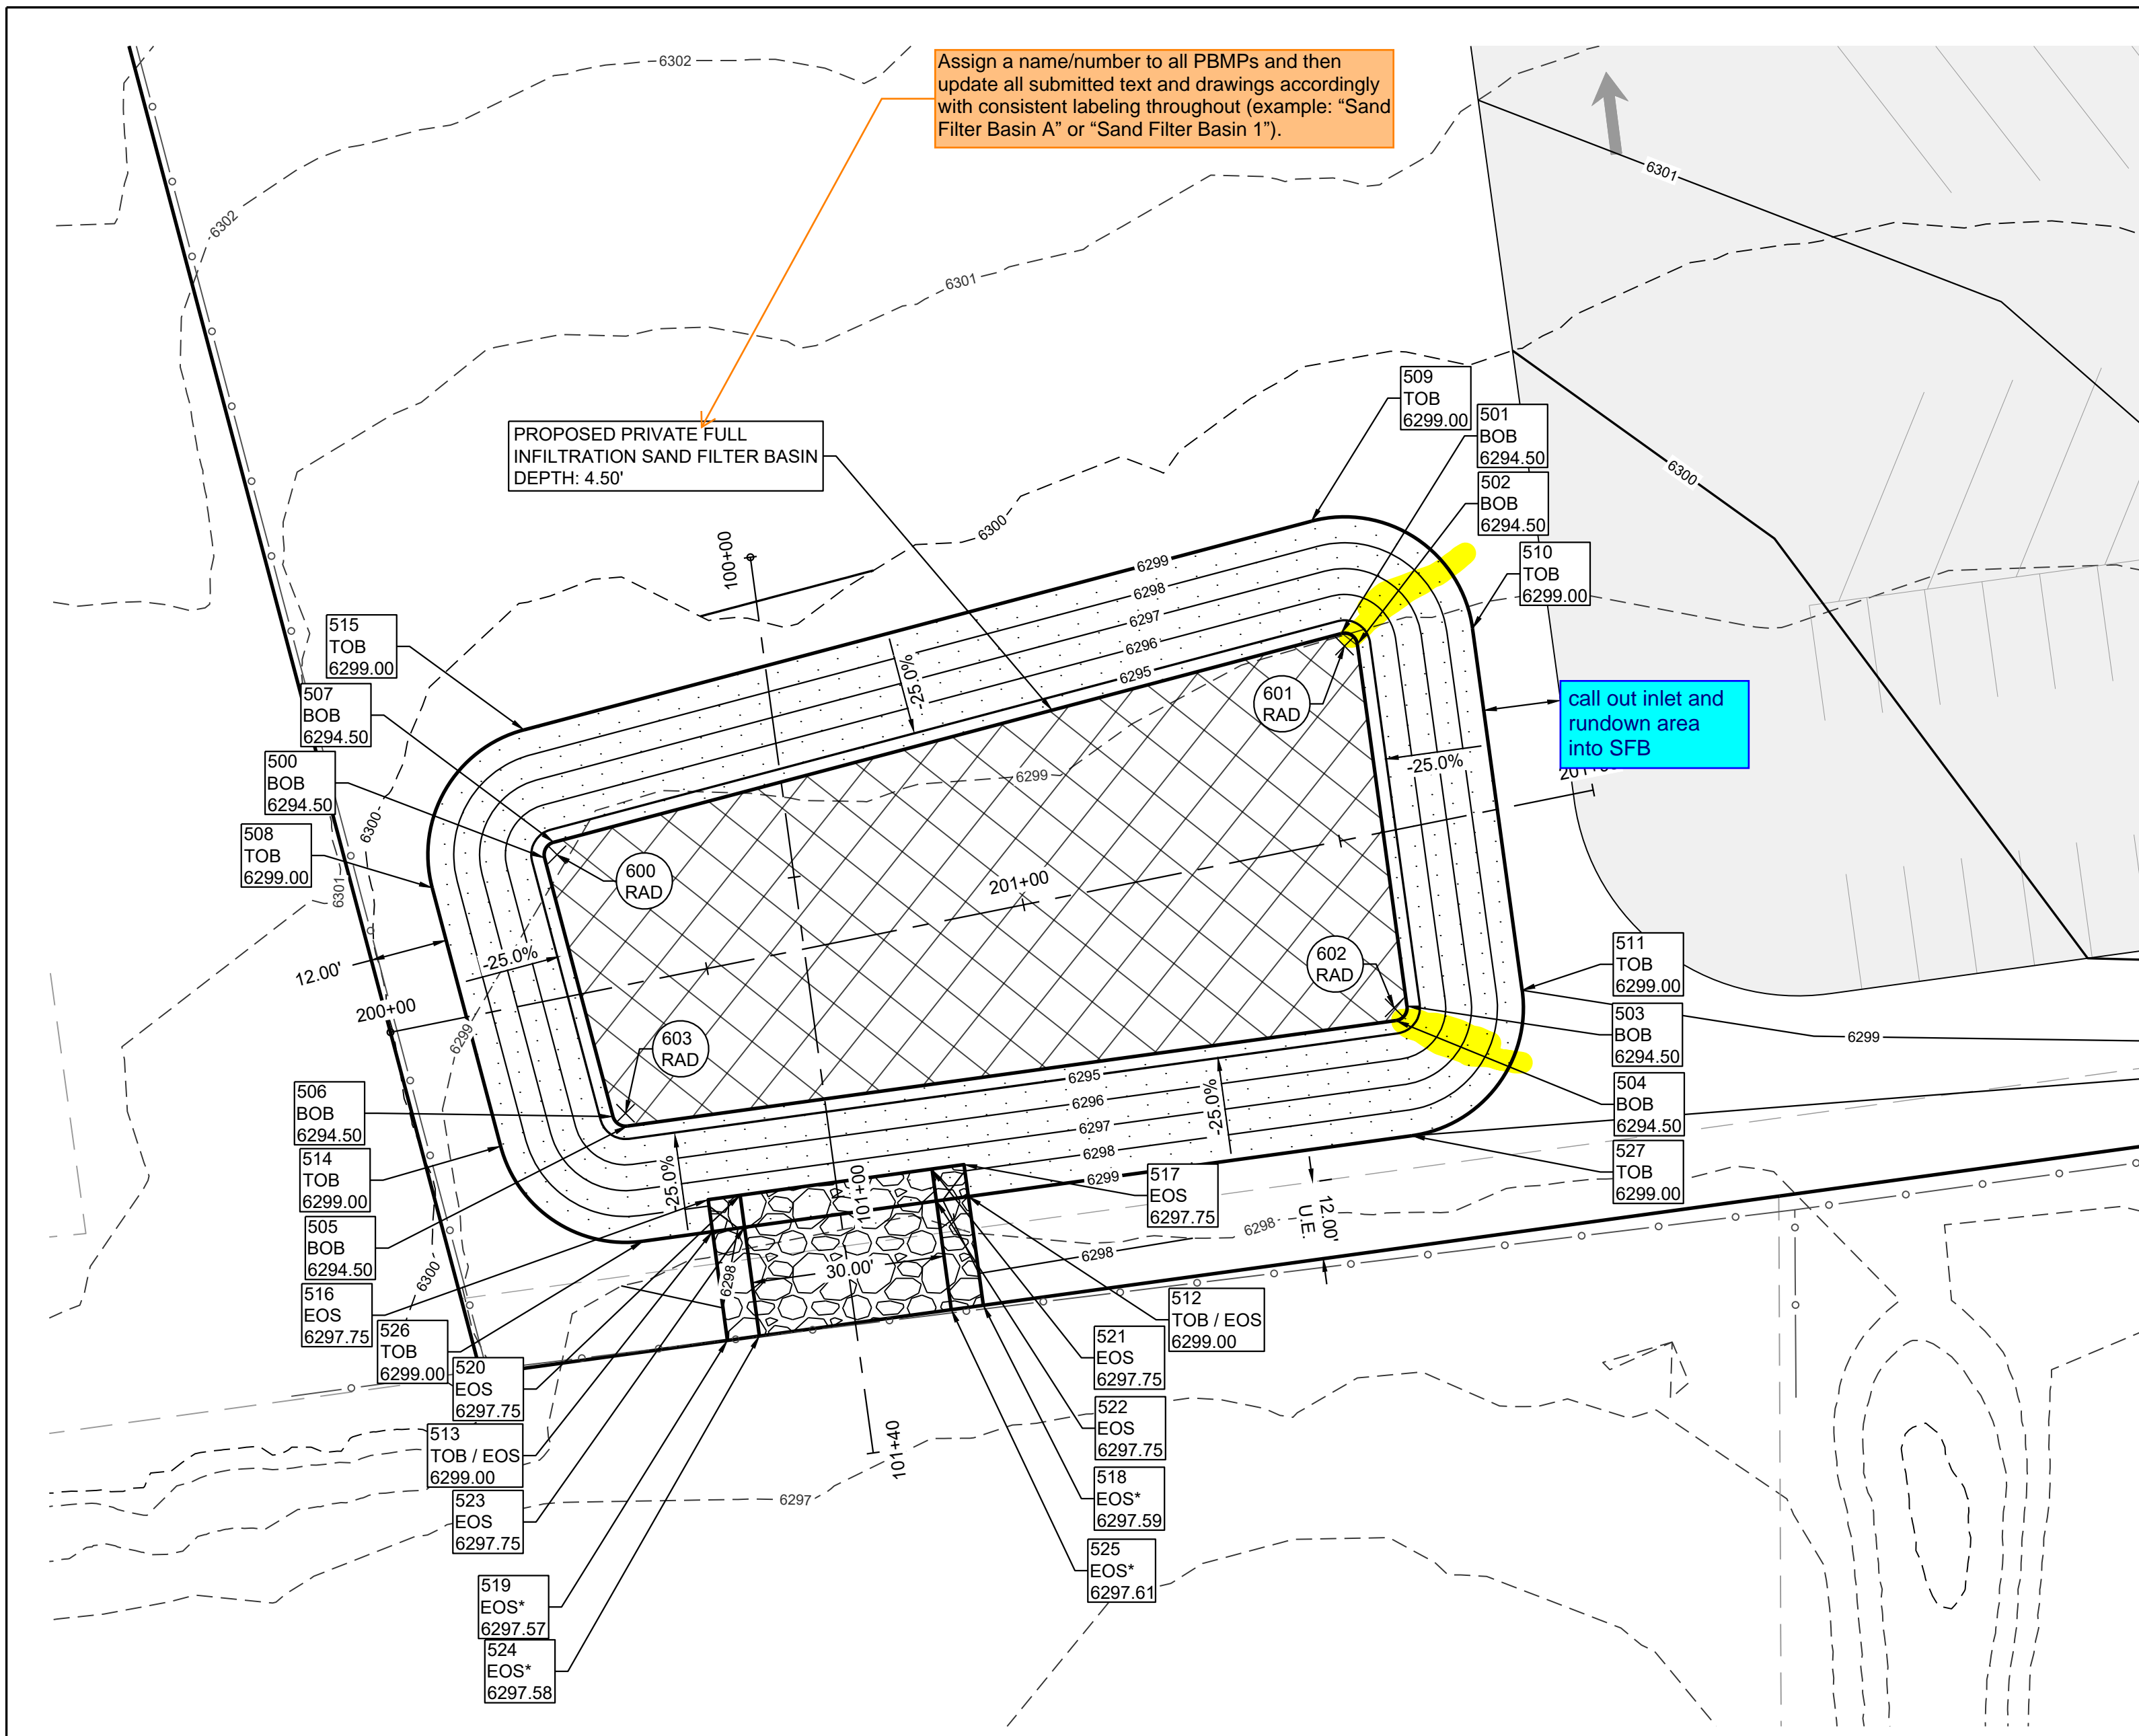 Assign a name/number to all PBMPs and then
update all submitted text and drawings accordingly
with consistent labeling throughout (example: “Sand
Filter Basin A” or “Sand Filter Basin 1”).
6302
6302
6301
6301
6300
509
TOB
6299.00
501
BOB
6294.50
502
BOB
6294.50
510
TOB
6299.00
PROPOSED PRIVATE FULL
INFILTRATION SAND FILTER BASIN
DEPTH: 4.50'
6300
100+00
6299
6298
6297
6296
6295
-25.0%
515
TOB
6299.00
507
BOB
6294.50
500
BOB
6294.50
508
TOB
6299.00
6300
6301
601
RAD
call out inlet and
rundown area
into SFB
-25.0%
6299
600
RAD
201+00
602
RAD
-25.0%
12.00'
200+00
6299
603
RAD
511
TOB
6299.00
503
BOB
6294.50
6299
504
BOB
6294.50
527
TOB
6299.00
6295
6296
6297
6298
6299
-25.0%
-25.0%
506
BOB
6294.50
514
TOB
6299.00
505
BOB
6294.50
516
EOS
6297.75
526
TOB
6299.00
6300
101+00
517
EOS
6297.75
12.00'
U.E.
6298
6298
6298
30.00'
512
TOB / EOS
6299.00
520
EOS
6297.75
513
TOB / EOS
6299.00
523
EOS
6297.75
521
EOS
6297.75
522
EOS
6297.75
518
EOS*
6297.59
525
EOS*
6297.61
101+40
6297
519
EOS*
6297.57
524
EOS*
6297.58